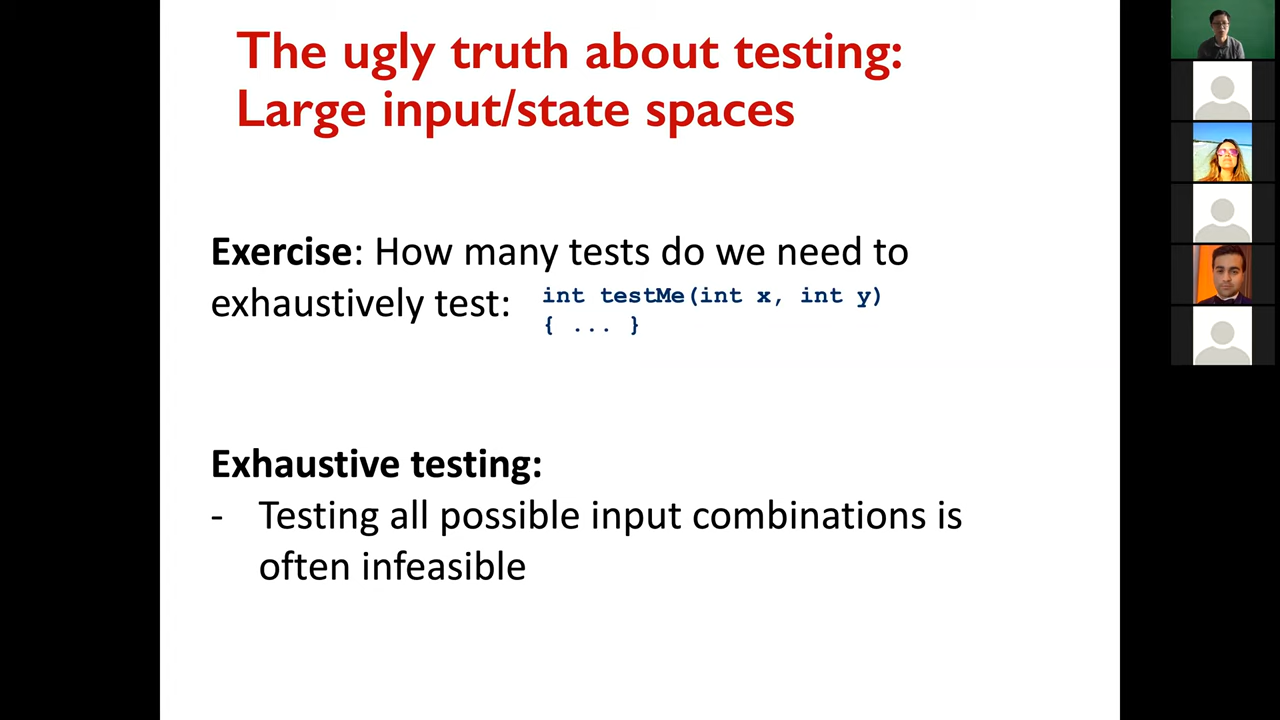 The ugly truth about testing:
Large input/state spaces
Exercise: How many tests do we need to
exhaustively test:
int testMe(int x, int y)
{ ... }
Exhaustive testing:
- Testing all possible input combinations is
often infeasible